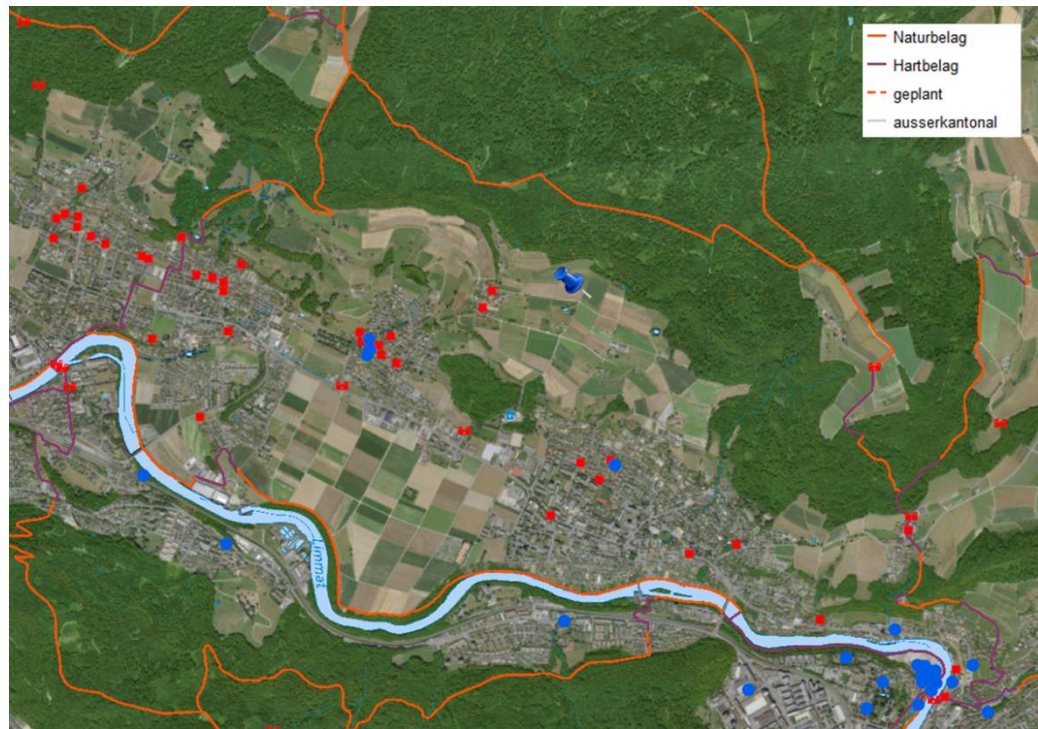 Naturbelag
Hartbelag
geplant
ausserkantonal
Limmat